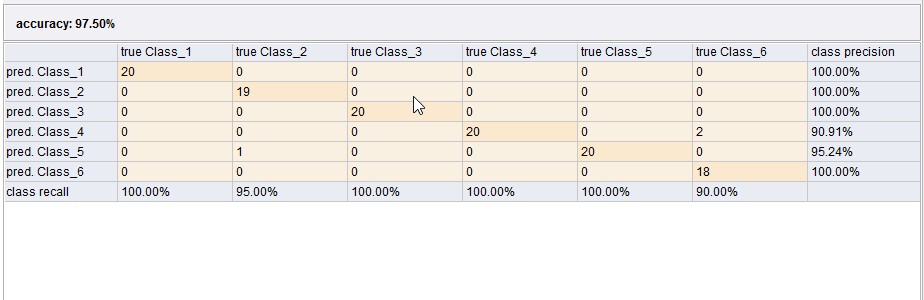 accuracy: 97.50%
true Class_1 true Class_2 true Class_3 true Class_4 true Class_5 true Class_6 class precision
pred. Class_1 20 0 0 0 0 0 100.00%
pred. Class_2 0 19 0 0 0 0 100.00%
pred. Class_3 0 0 20 0 0 0 100.00%
pred. Class_4 0 0 0 20 0 2 90.91%
pred. Class_5 0 1 0 0 20 0 95.24%
pred. Class_6 0 0 0 0 0 18 100.00%
class recall 100.00% 95.00% 100.00% 100.00% 100.00% 90.00%